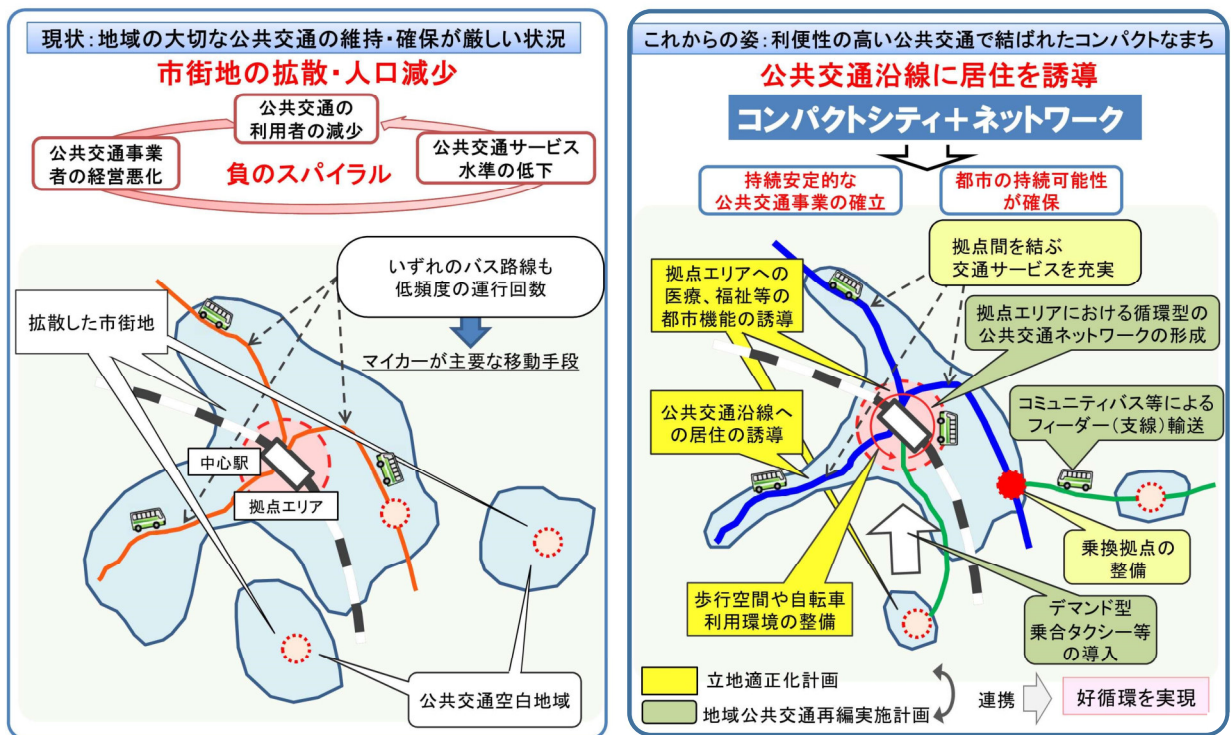 現状：地域の大切な公共交通の維持・確保が厳しい状況
市街地の拡散・人口減少
公共交通の
利用者の減少
公共交通事業
者の経営悪化
負のスパイラル
公共交通サービス
水準の低下
いずれのバス路線も
低頻度の運行回数
拡散した市街地
マイカーが主要な移動手段
中心駅
拠点エリア
公共交通空白地域
これからの姿：利便性の高い公共交通で結ばれたコンパクトなまち
公共交通沿線に居住を誘導
コンパクトシティ＋ネットワーク
持続安定的な
公共交通事業の確立
都市の持続可能性
が確保
拠点間を結ぶ
交通サービスを充実
拠点エリアへの
医療、福祉等の
都市機能の誘導
拠点エリアにおける循環型の
公共交通ネットワークの形成
公共交通沿線へ
の居住の誘導
コミュニティバス等による
フィーダー（支線）輸送
乗換拠点の
整備
歩行空間や自転車
利用環境の整備
デマンド型
乗合タクシー等
の導入
立地適正化計画
地域公共交通再編実施計画
連携
好循環を実現